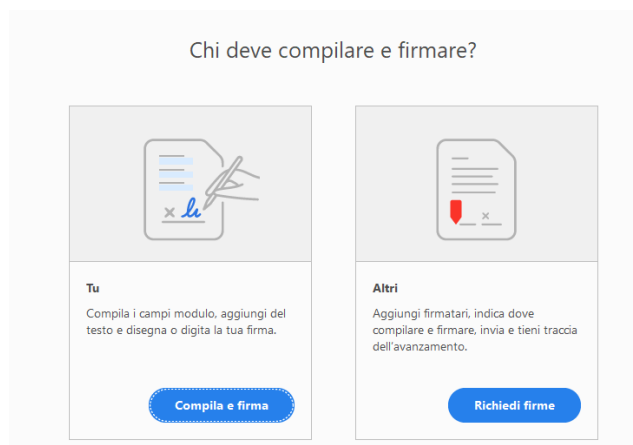 Chi deve compilare e firmare?
Tu
Compila i campi modulo, aggiungi del
testo e disegna o digita la tua firma.
Compila e firma
Altri
Aggiungi firmatari, indica dove
compilare e firmare, invia e tieni traccia
dell'avanzamento.
Richiedi firme